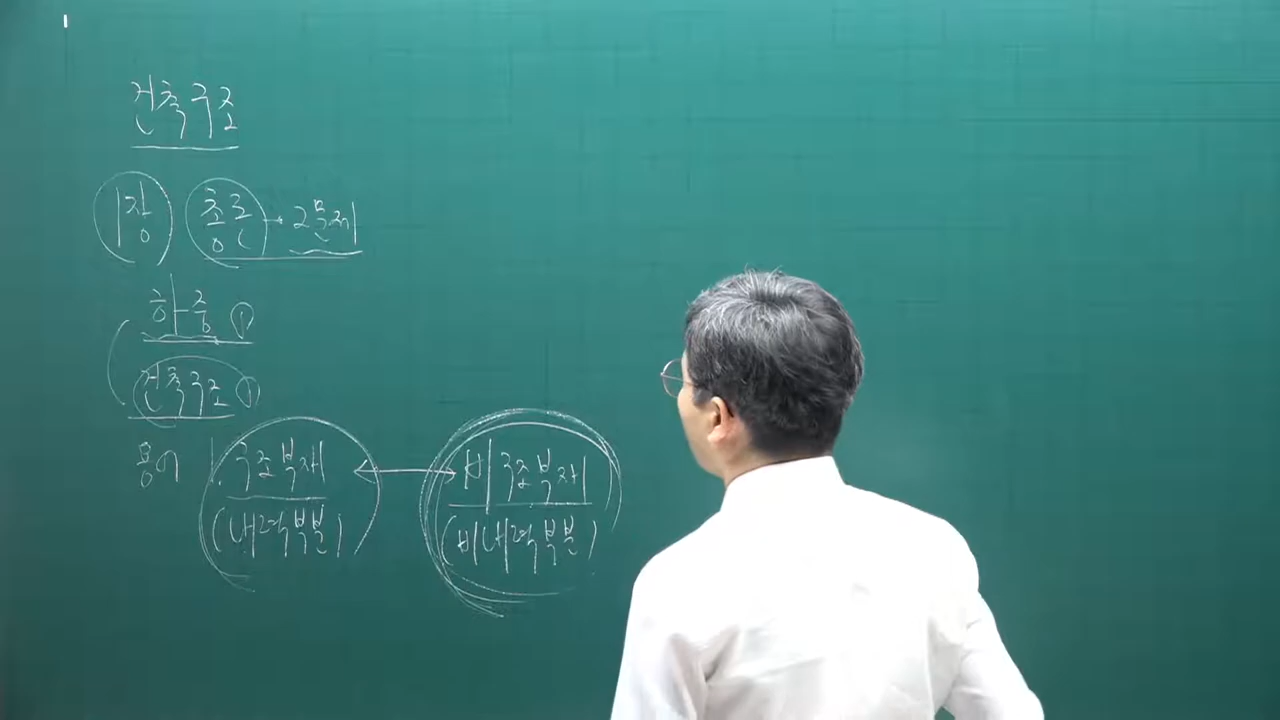 건축구조
1장 총론 → 2문제
하중 ①
건축구조 ①
용어 1. 구조부재 ↔ 비구조부재
(내력부분) (비내력부분)